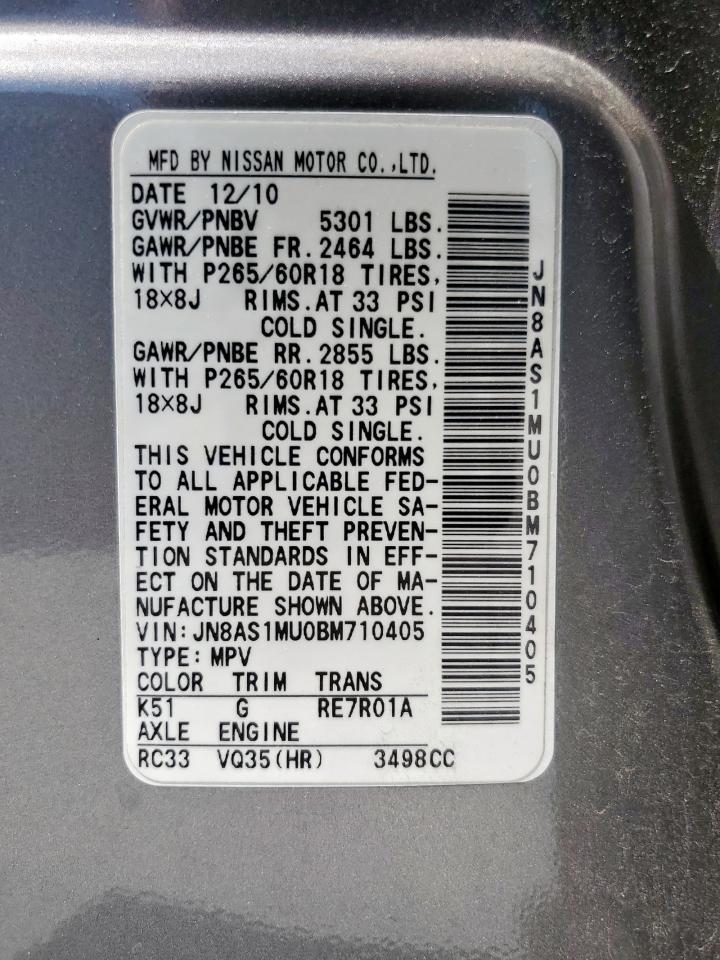 MFD BY NISSAN MOTOR CO.,LTD.
DATE 12/10
GVWR/PNBV 5301 LBS.
GAWR/PNBE FR. 2464 LBS.
WITH P265/60R18 TIRES,
18×8J RIMS. AT 33 PSI
COLD SINGLE.
GAWR/PNBE RR. 2855 LBS.
WITH P265/60R18 TIRES,
18×8J RIMS. AT 33 PSI
COLD SINGLE.
THIS VEHICLE CONFORMS
TO ALL APPLICABLE FED-
ERAL MOTOR VEHICLE SA-
FETY AND THEFT PREVEN-
TION STANDARDS IN EFF-
ECT ON THE DATE OF MA-
NUFACTURE SHOWN ABOVE.
VIN: JN8AS1MU0BM710405
TYPE: MPV
COLOR TRIM TRANS
K51 G RE7R01A
AXLE ENGINE
RC33 VQ35(HR) 3498CC
JN8AS1MU0BM710405